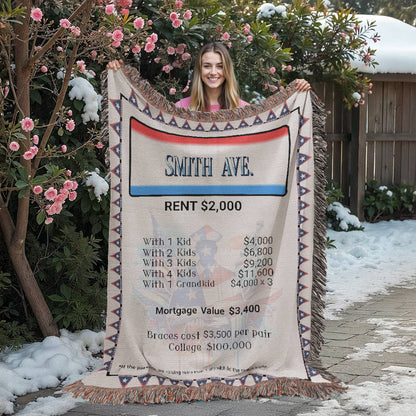 SMITH AVE.
RENT $2,000
With 1 Kid $4,000
With 2 Kids $6,800
With 3 Kids $9,200
With 4 Kids $11,600
With 1 Grandkid $4,000 x 3
Mortgage Value $3,400
Braces cost $3,500 per pair
College $100,000